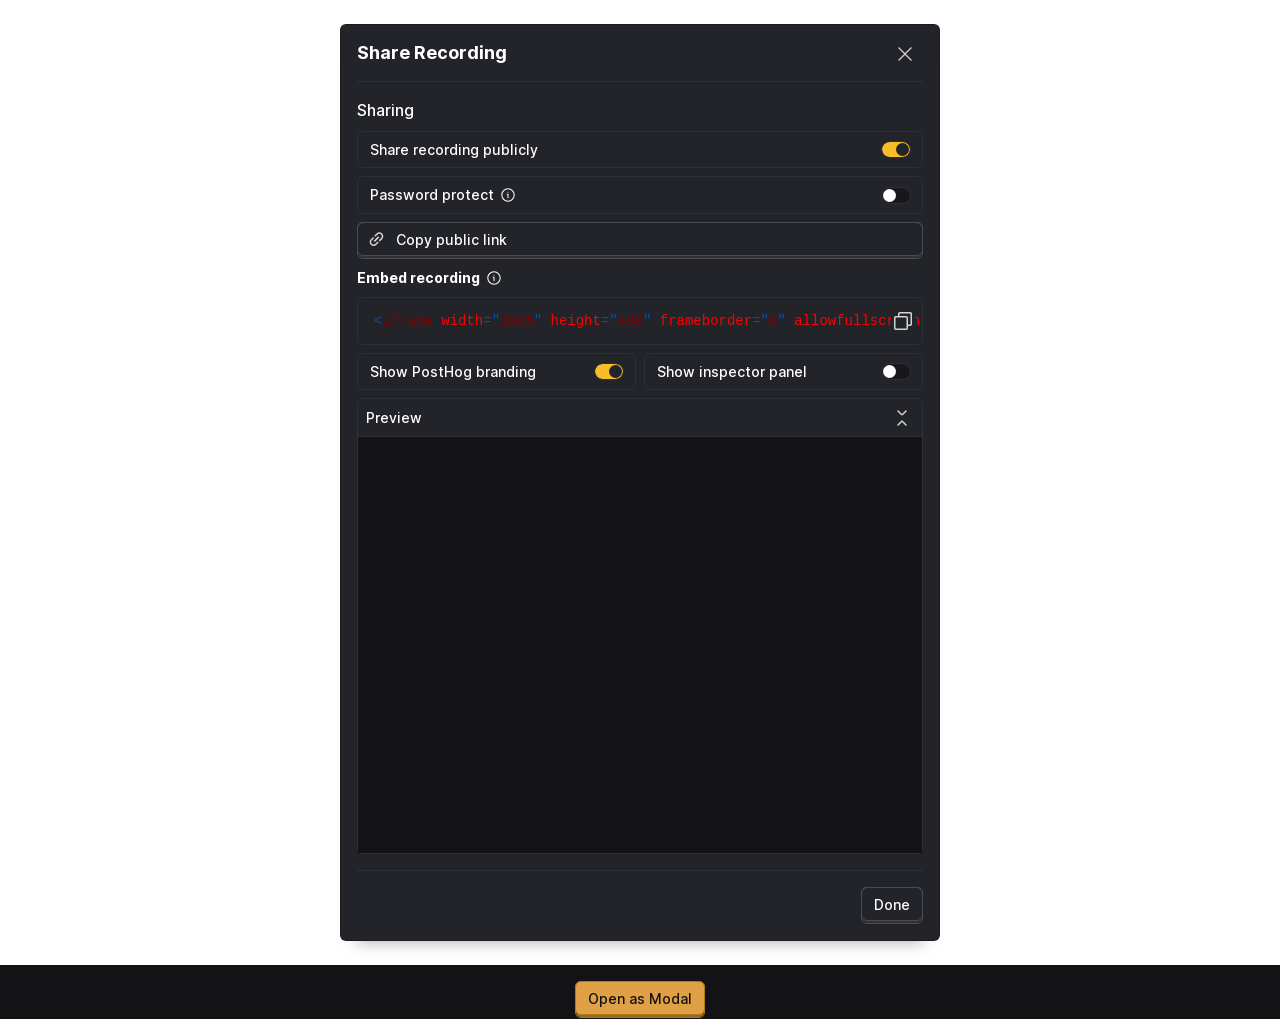 Share Recording
Sharing
Share recording publicly
Password protect
Copy public link
Embed recording
<iframe width="100%" height="450" frameborder="0" allowfullscr
Show PostHog branding
Show inspector panel
Preview
Done
Open as Modal